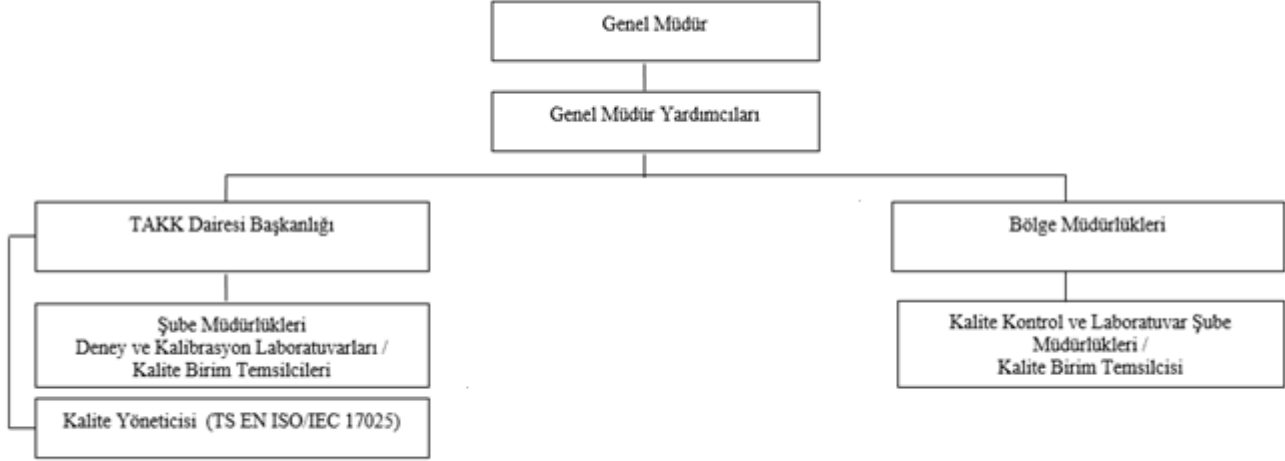 Genel Müdür
Genel Müdür Yardımcıları
TAKK Dairesi Başkanlığı
Bölge Müdürlükleri
Şube Müdürlükleri
Deney ve Kalibrasyon Laboratuvarları /
Kalite Birim Temsilcileri
Kalite Kontrol ve Laboratuvar Şube
Müdürlükleri /
Kalite Birim Temsilcisi
Kalite Yöneticisi (TS EN ISO/IEC 17025)